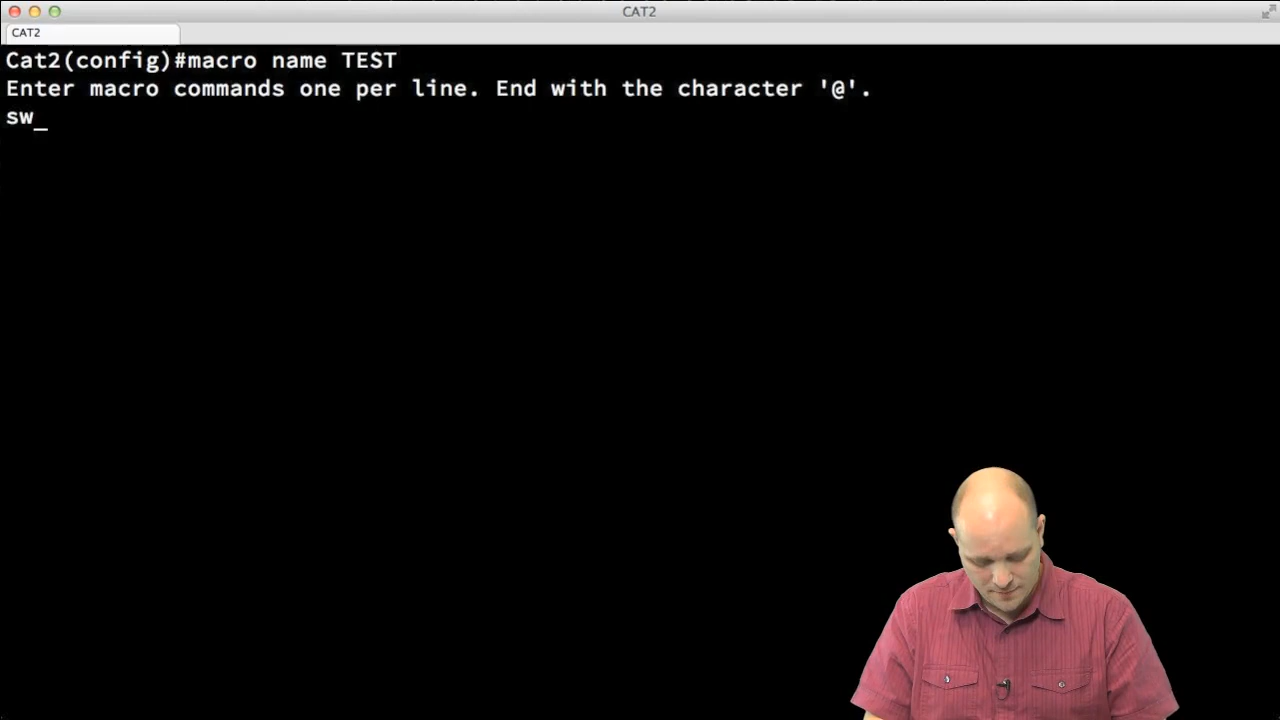 CAT2
CAT2
Cat2(config)#macro name TEST
Enter macro commands one per line. End with the character '@'.
sw_